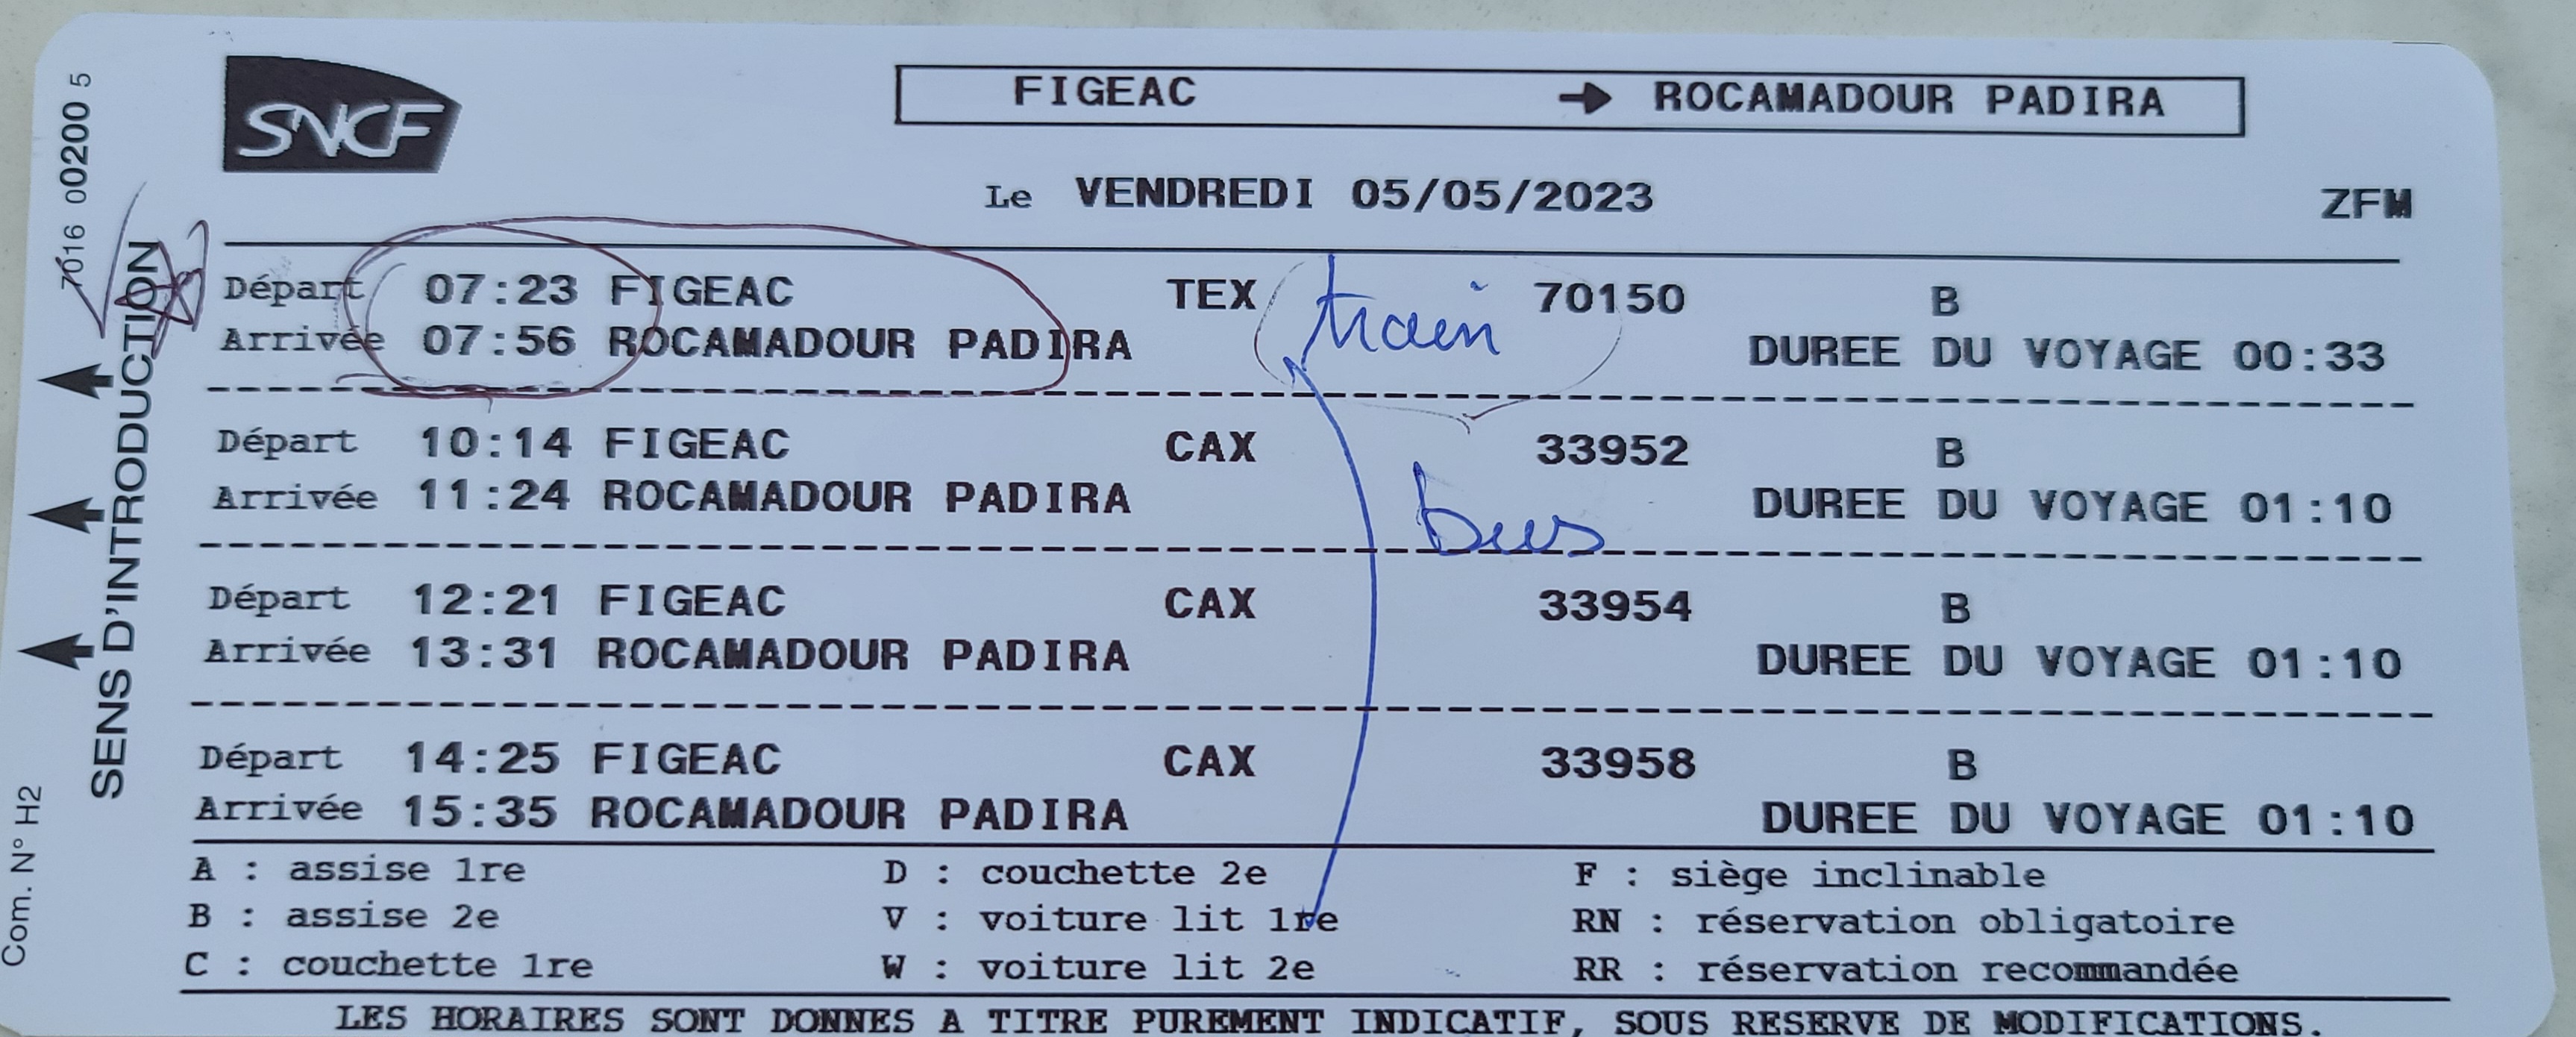 SNCF
FIGEAC → ROCAMADOUR PADIRA
Le VENDREDI 05/05/2023
ZFM
Départ 07:23 FIGEAC TEX train 70150 B
Arrivée 07:56 ROCAMADOUR PADIRA DUREE DU VOYAGE 00:33
Départ 10:14 FIGEAC CAX 33952 B
Arrivée 11:24 ROCAMADOUR PADIRA bus DUREE DU VOYAGE 01:10
Départ 12:21 FIGEAC CAX 33954 B
Arrivée 13:31 ROCAMADOUR PADIRA DUREE DU VOYAGE 01:10
Départ 14:25 FIGEAC CAX 33958 B
Arrivée 15:35 ROCAMADOUR PADIRA DUREE DU VOYAGE 01:10
A : assise 1re D : couchette 2e F : siège inclinable
B : assise 2e V : voiture lit 1re RN : réservation obligatoire
C : couchette 1re W : voiture lit 2e RR : réservation recommandée
LES HORAIRES SONT DONNES A TITRE PUREMENT INDICATIF, SOUS RESERVE DE MODIFICATIONS.
SENS D'INTRODUCTION
Com. N° H2
7016 002005